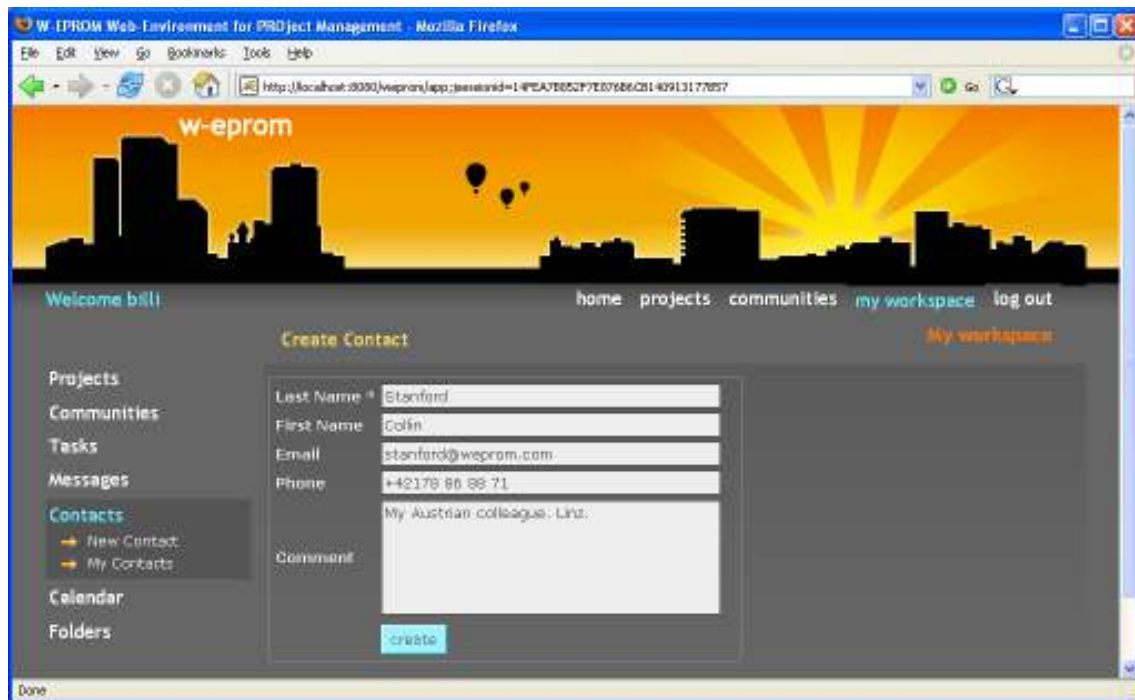 W-EPROM Web-Environment for PROject Management - Mozilla Firefox
File Edit View Go Bookmarks Tools Help
Go
w-eprom
Welcome billi
home projects communities my workspace log out
Create Contact
My workspace
Projects
Communities
Tasks
Messages
Contacts
New Contact
My Contacts
Calendar
Folders
Last Name * Stanford
First Name Collin
Email stanford@weprom.com
Phone +42178 86 88 71
Comment My Austrian colleague. Linz.
create
Done